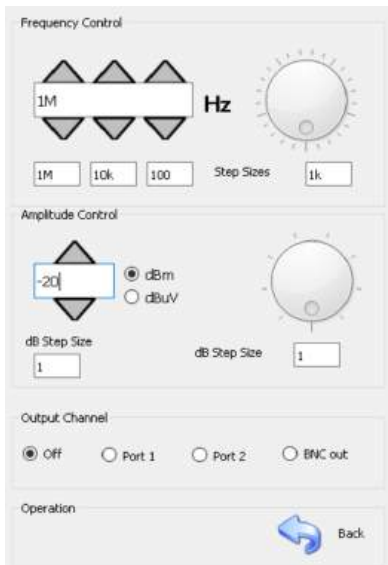 Frequency Control
1M
Hz
1M 10k 100 Step Sizes 1k
Amplitude Control
-20
dBm
dBuV
dB Step Size
1
dB Step Size 1
Output Channel
Off Port 1 Port 2 BNC out
Operation
Back